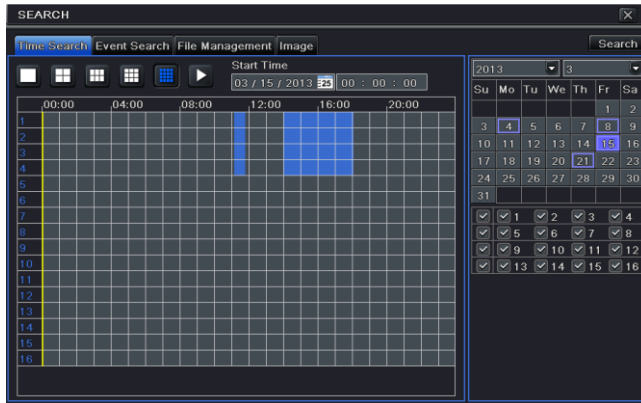 SEARCH
Time Search Event Search File Management Image Search
Start Time
03 / 15 / 2013 25 00 : 00 : 00
2013 3
Su Mo Tu We Th Fr Sa
1 2
3 4 5 6 7 8 9
10 11 12 13 14 15 16
17 18 19 20 21 22 23
24 25 26 27 28 29 30
31
00:00 04:00 08:00 12:00 16:00 20:00
1
2
3
4
5
6
7
8
9
10
11
12
13
14
15
16
1 2 3 4
5 6 7 8
9 10 11 12
13 14 15 16